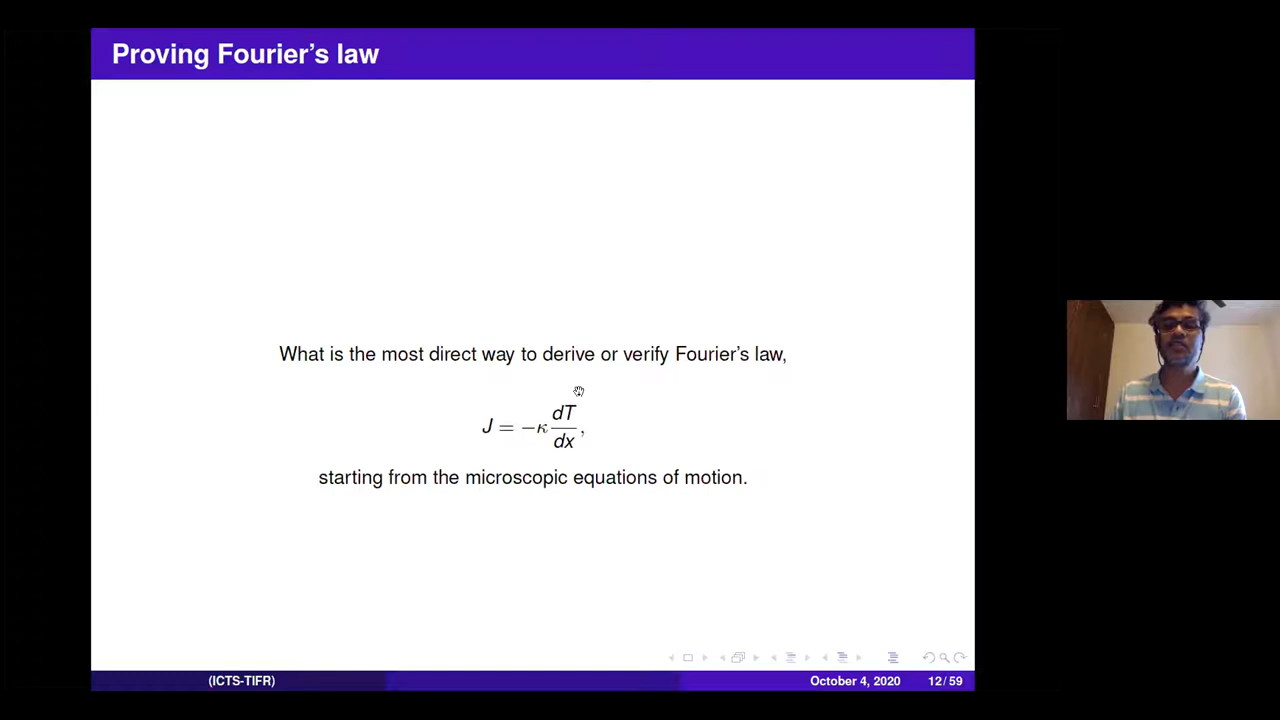 Proving Fourier's law
What is the most direct way to derive or verify Fourier's law,
J = −κ dT/dx,
starting from the microscopic equations of motion.
(ICTS-TIFR)
October 4, 2020
12/59